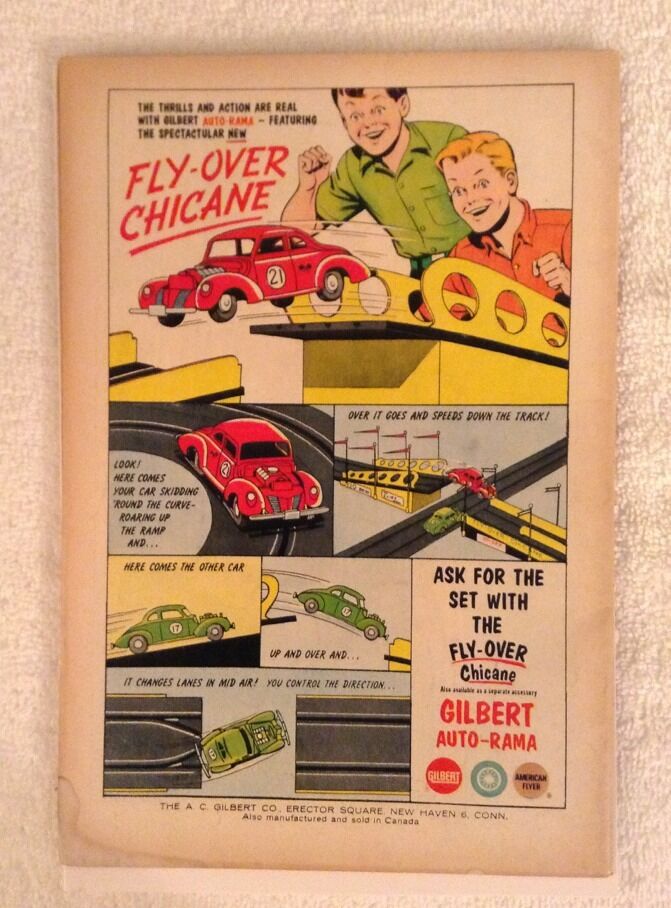 THE THRILLS AND ACTION ARE REAL
WITH GILBERT AUTO-RAMA - FEATURING
THE SPECTACULAR NEW
FLY-OVER
CHICANE
21
LOOK!
HERE COMES
YOUR CAR SKIDDING
'ROUND THE CURVE-
ROARING UP
THE RAMP
AND...
21
OVER IT GOES AND SPEEDS DOWN THE TRACK!
HERE COMES THE OTHER CAR
17
UP AND OVER AND...
17
IT CHANGES LANES IN MID AIR! YOU CONTROL THE DIRECTION...
ASK FOR THE
SET WITH
THE
FLY-OVER
Chicane
Also available as a separate accessory
GILBERT
AUTO-RAMA
GILBERT
AMERICAN
FLYER
THE A. C. GILBERT CO., ERECTOR SQUARE, NEW HAVEN 6, CONN.
Also manufactured and sold in Canada